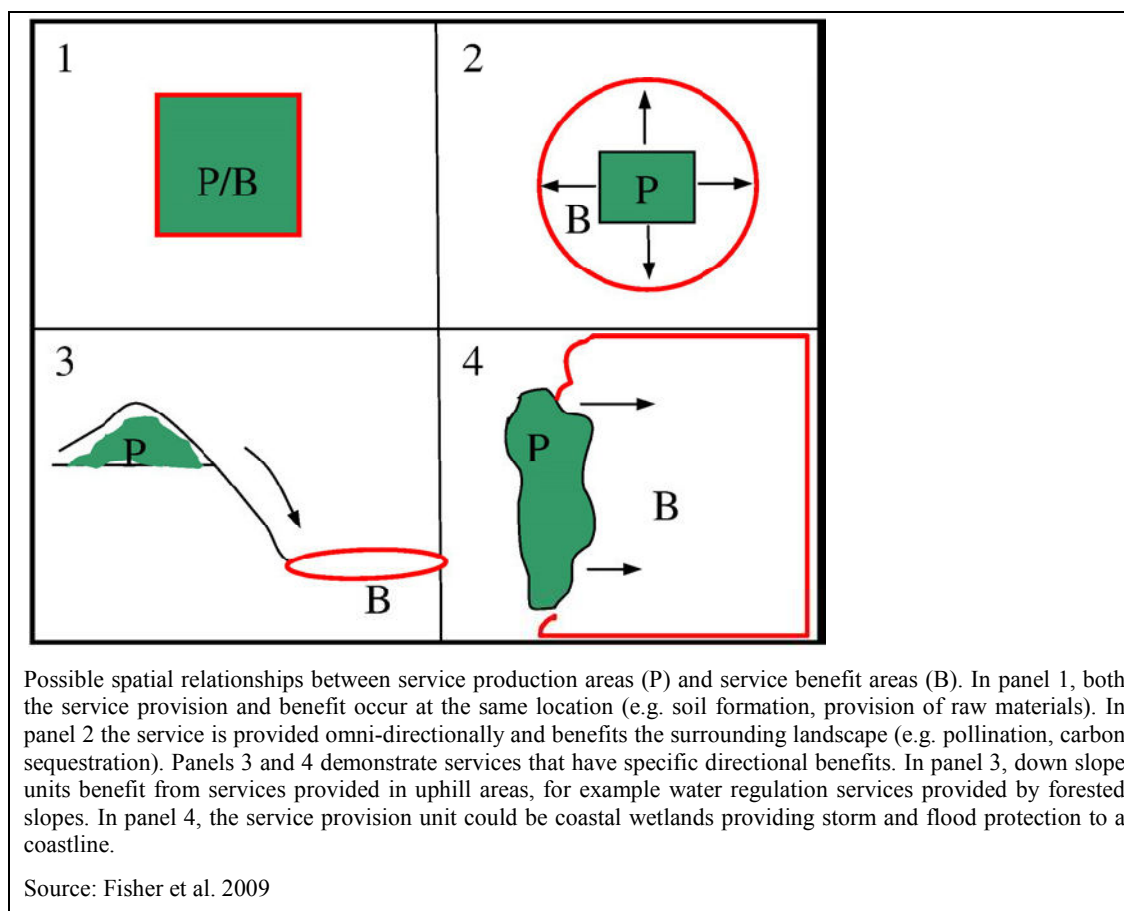 1
2
P/B
P
B
3
4
P
P
B
B
Possible spatial relationships between service production areas (P) and service benefit areas (B). In panel 1, both
the service provision and benefit occur at the same location (e.g. soil formation, provision of raw materials). In
panel 2 the service is provided omni-directionally and benefits the surrounding landscape (e.g. pollination, carbon
sequestration). Panels 3 and 4 demonstrate services that have specific directional benefits. In panel 3, down slope
units benefit from services provided in uphill areas, for example water regulation services provided by forested
slopes. In panel 4, the service provision unit could be coastal wetlands providing storm and flood protection to a
coastline.
Source: Fisher et al. 2009